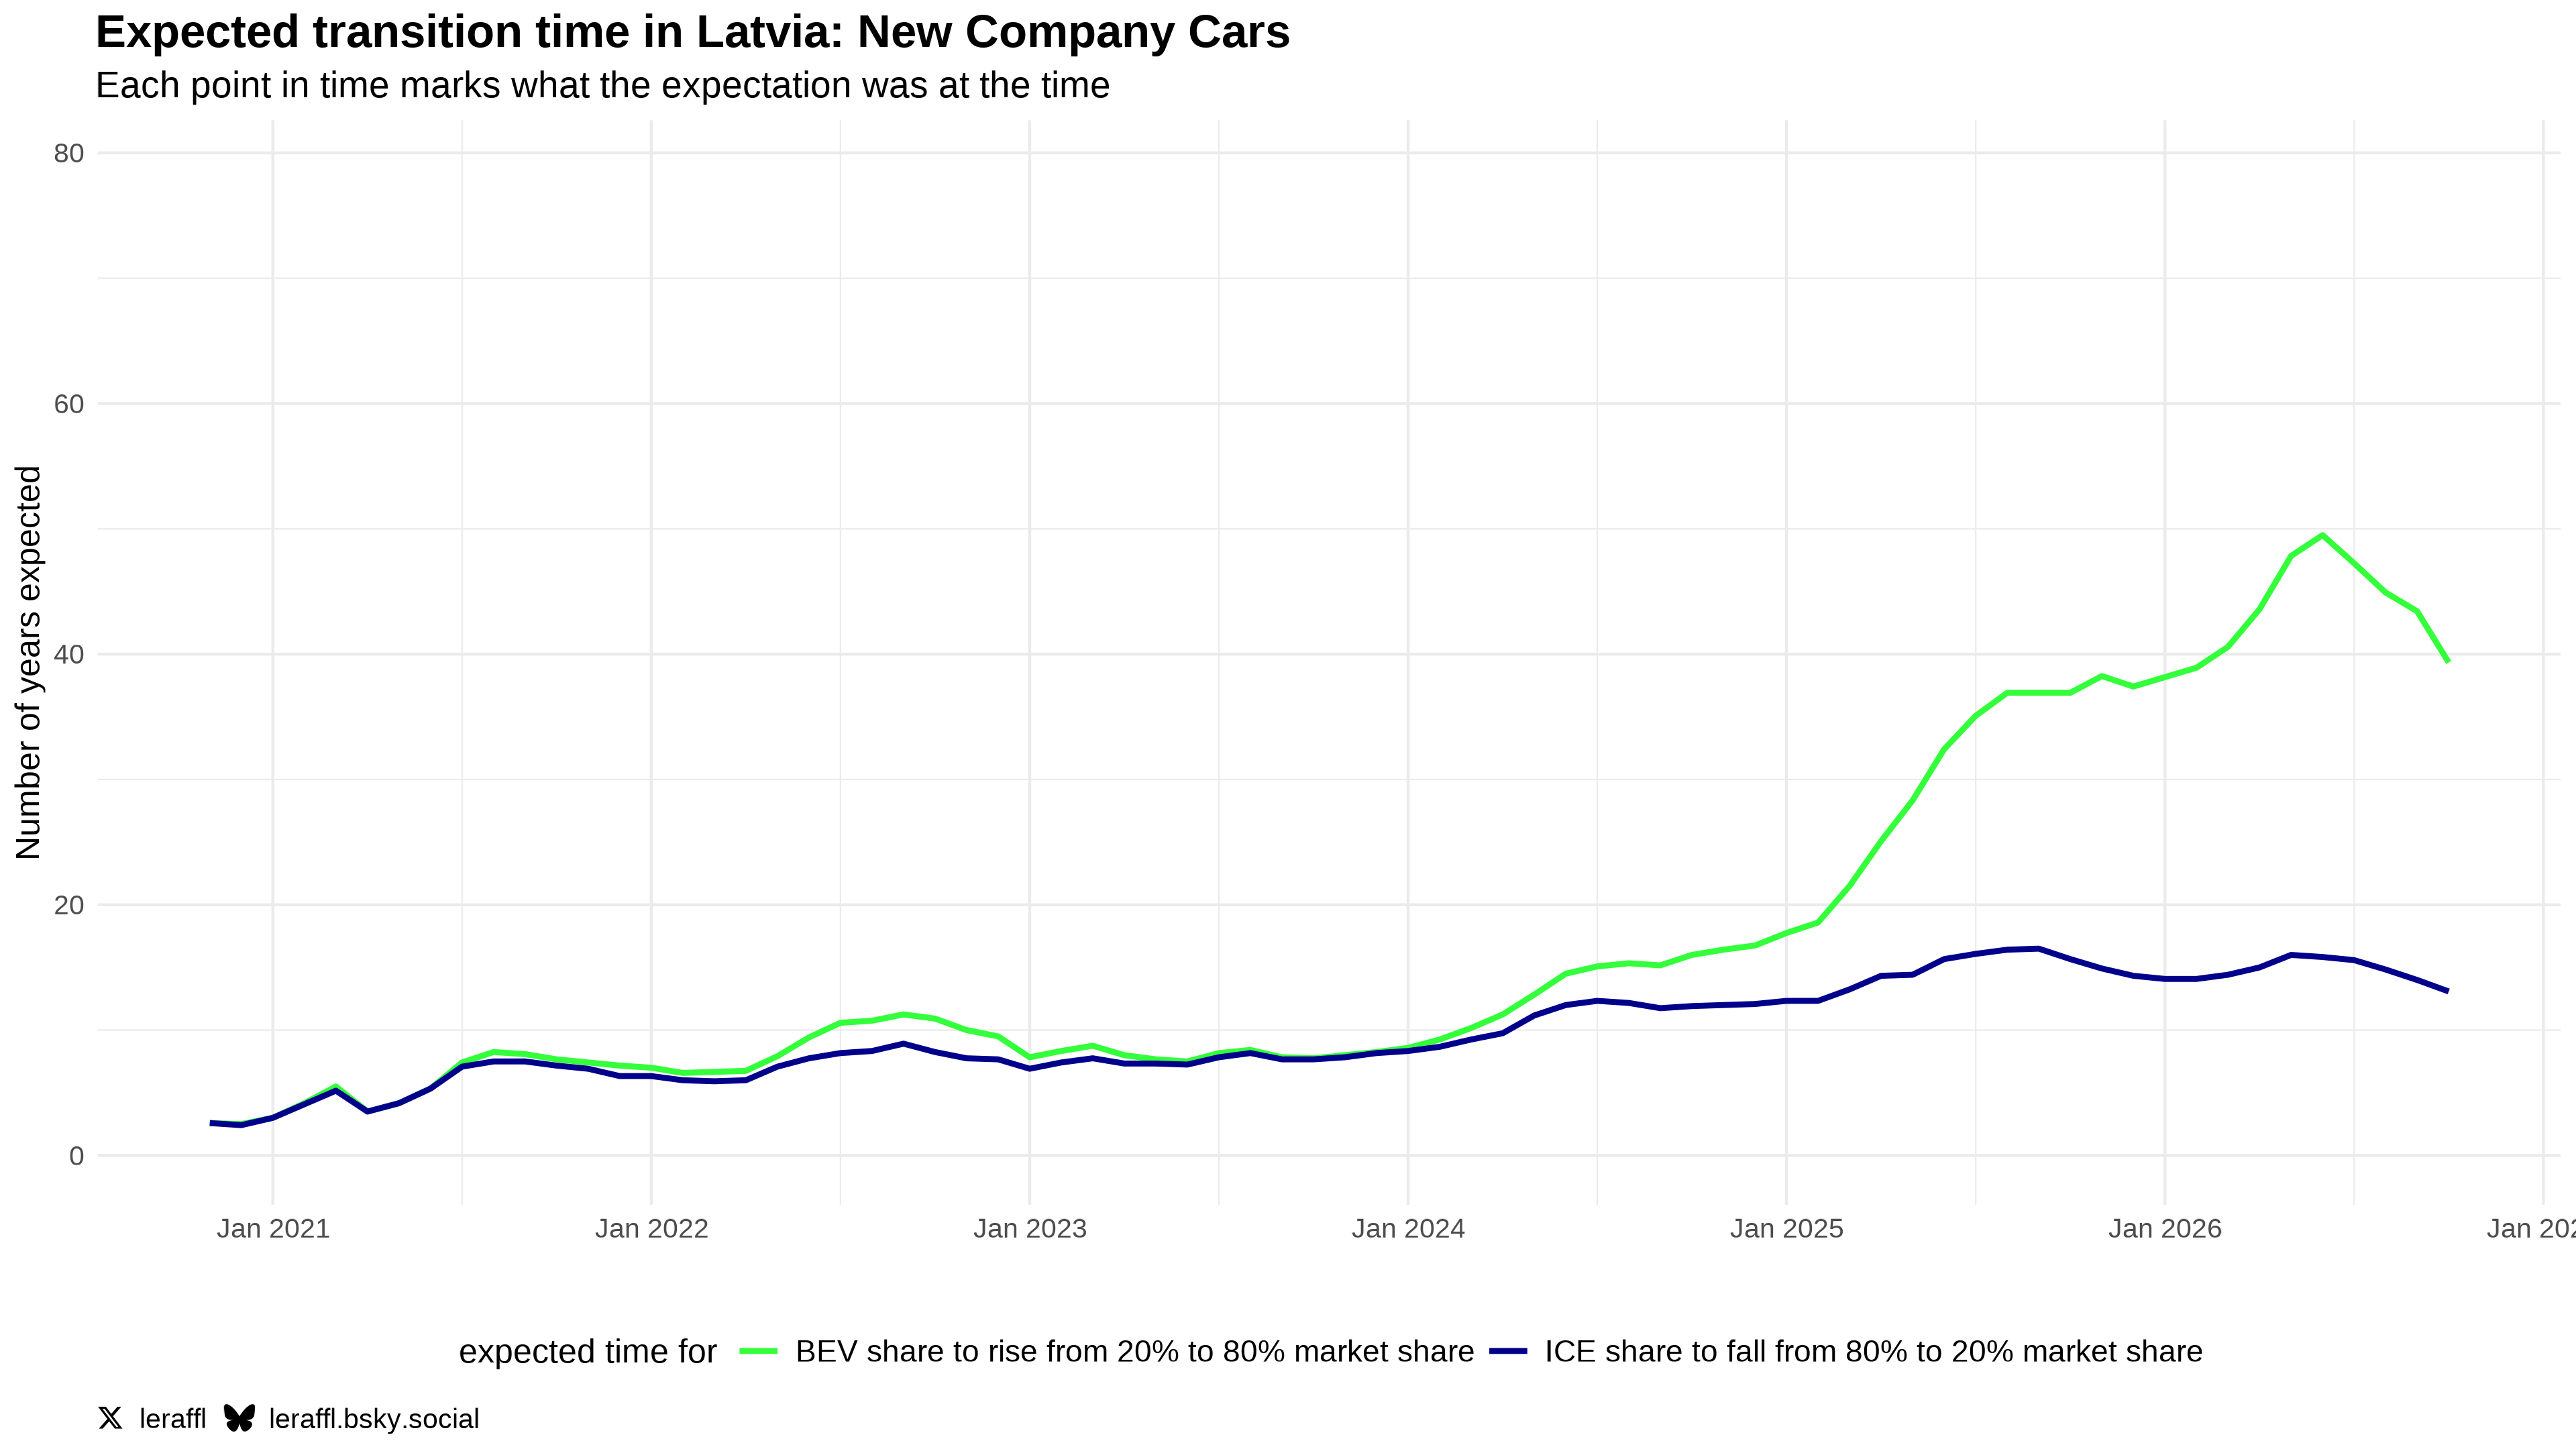 Expected transition time in Latvia: New Company Cars
Each point in time marks what the expectation was at the time
Number of years expected
80
60
40
20
0
Jan 2021 Jan 2022 Jan 2023 Jan 2024 Jan 2025 Jan 2026 Jan 202
expected time for BEV share to rise from 20% to 80% market share ICE share to fall from 80% to 20% market share
leraffl leraffl.bsky.social